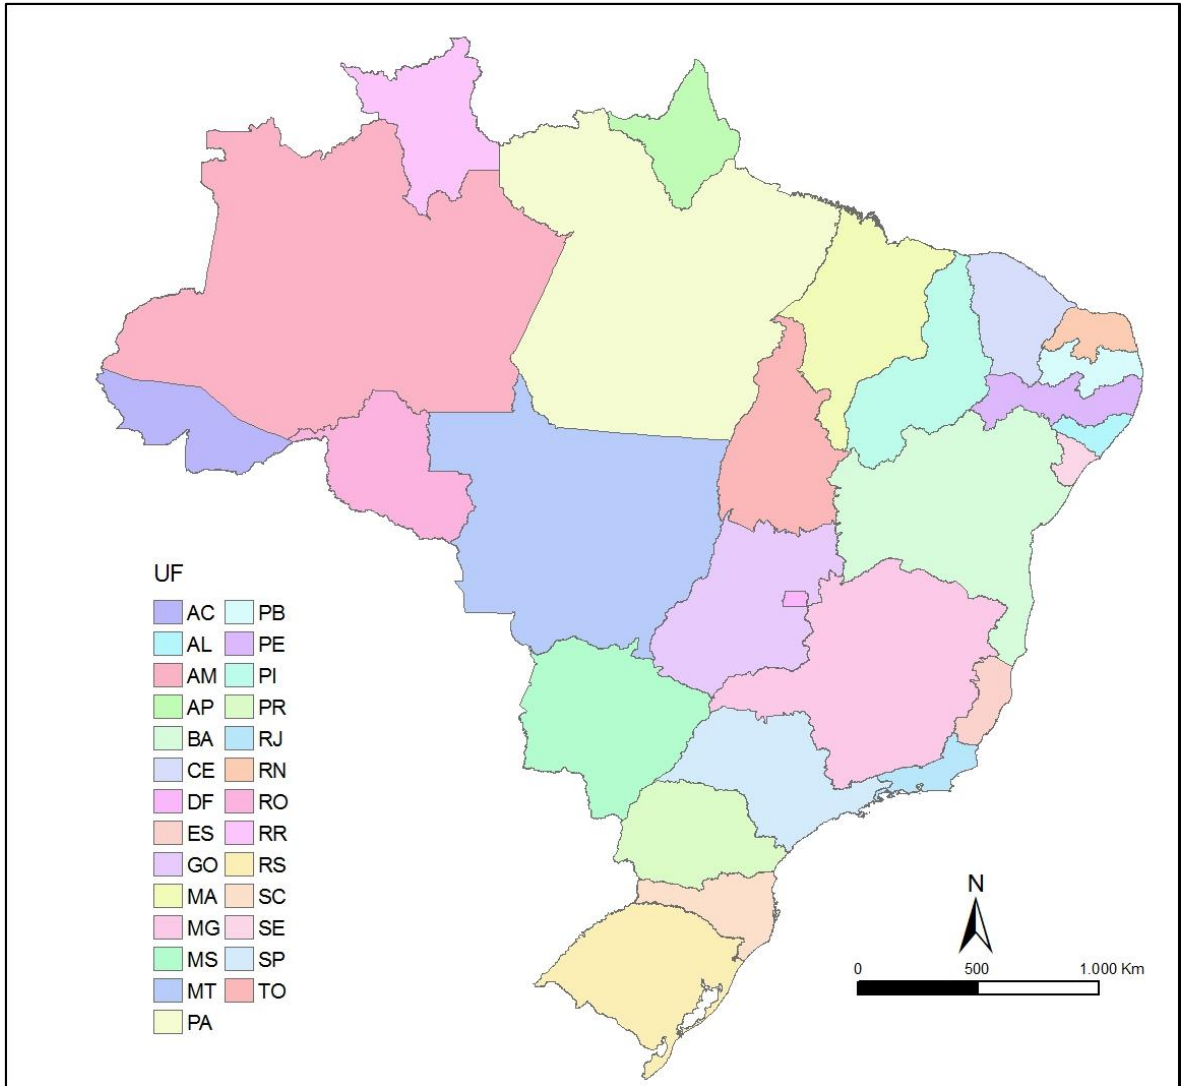 UF
AC PB
AL PE
AM PI
AP PR
BA RJ
CE RN
DF RO
ES RR
GO RS
MA SC
MG SE
MS SP
MT TO
PA
N
0 500 1.000 Km